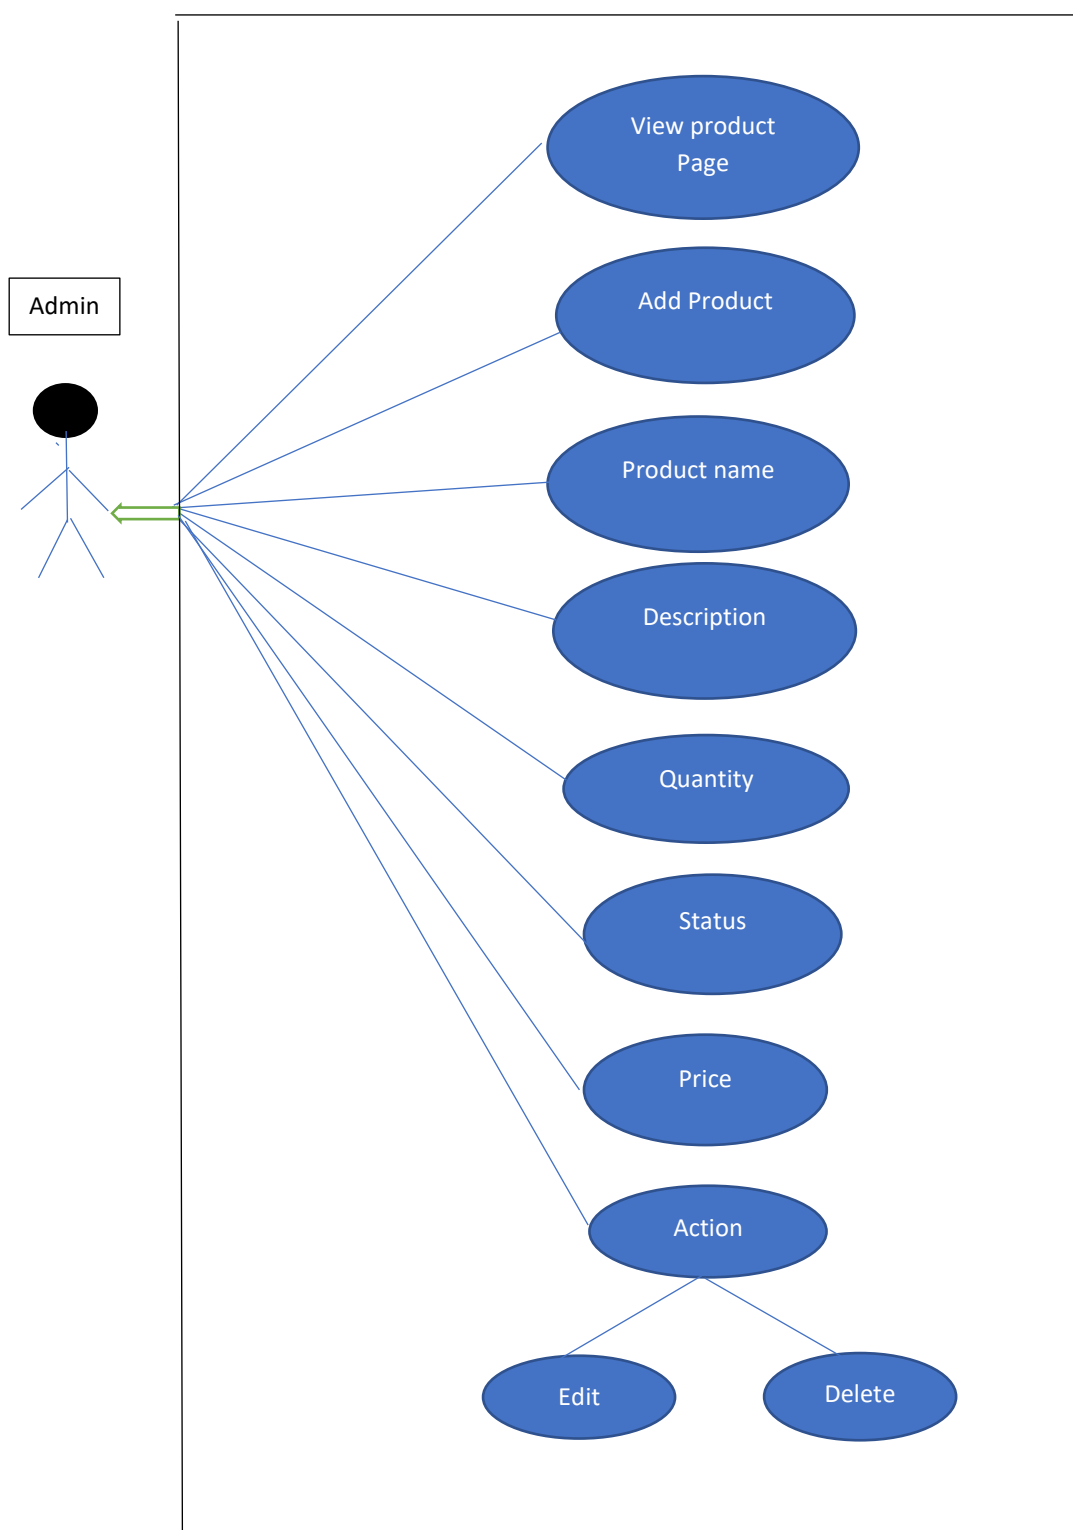 View product
Page
Add Product
Admin
Product name
Description
Quantity
Status
Price
Action
Edit
Delete